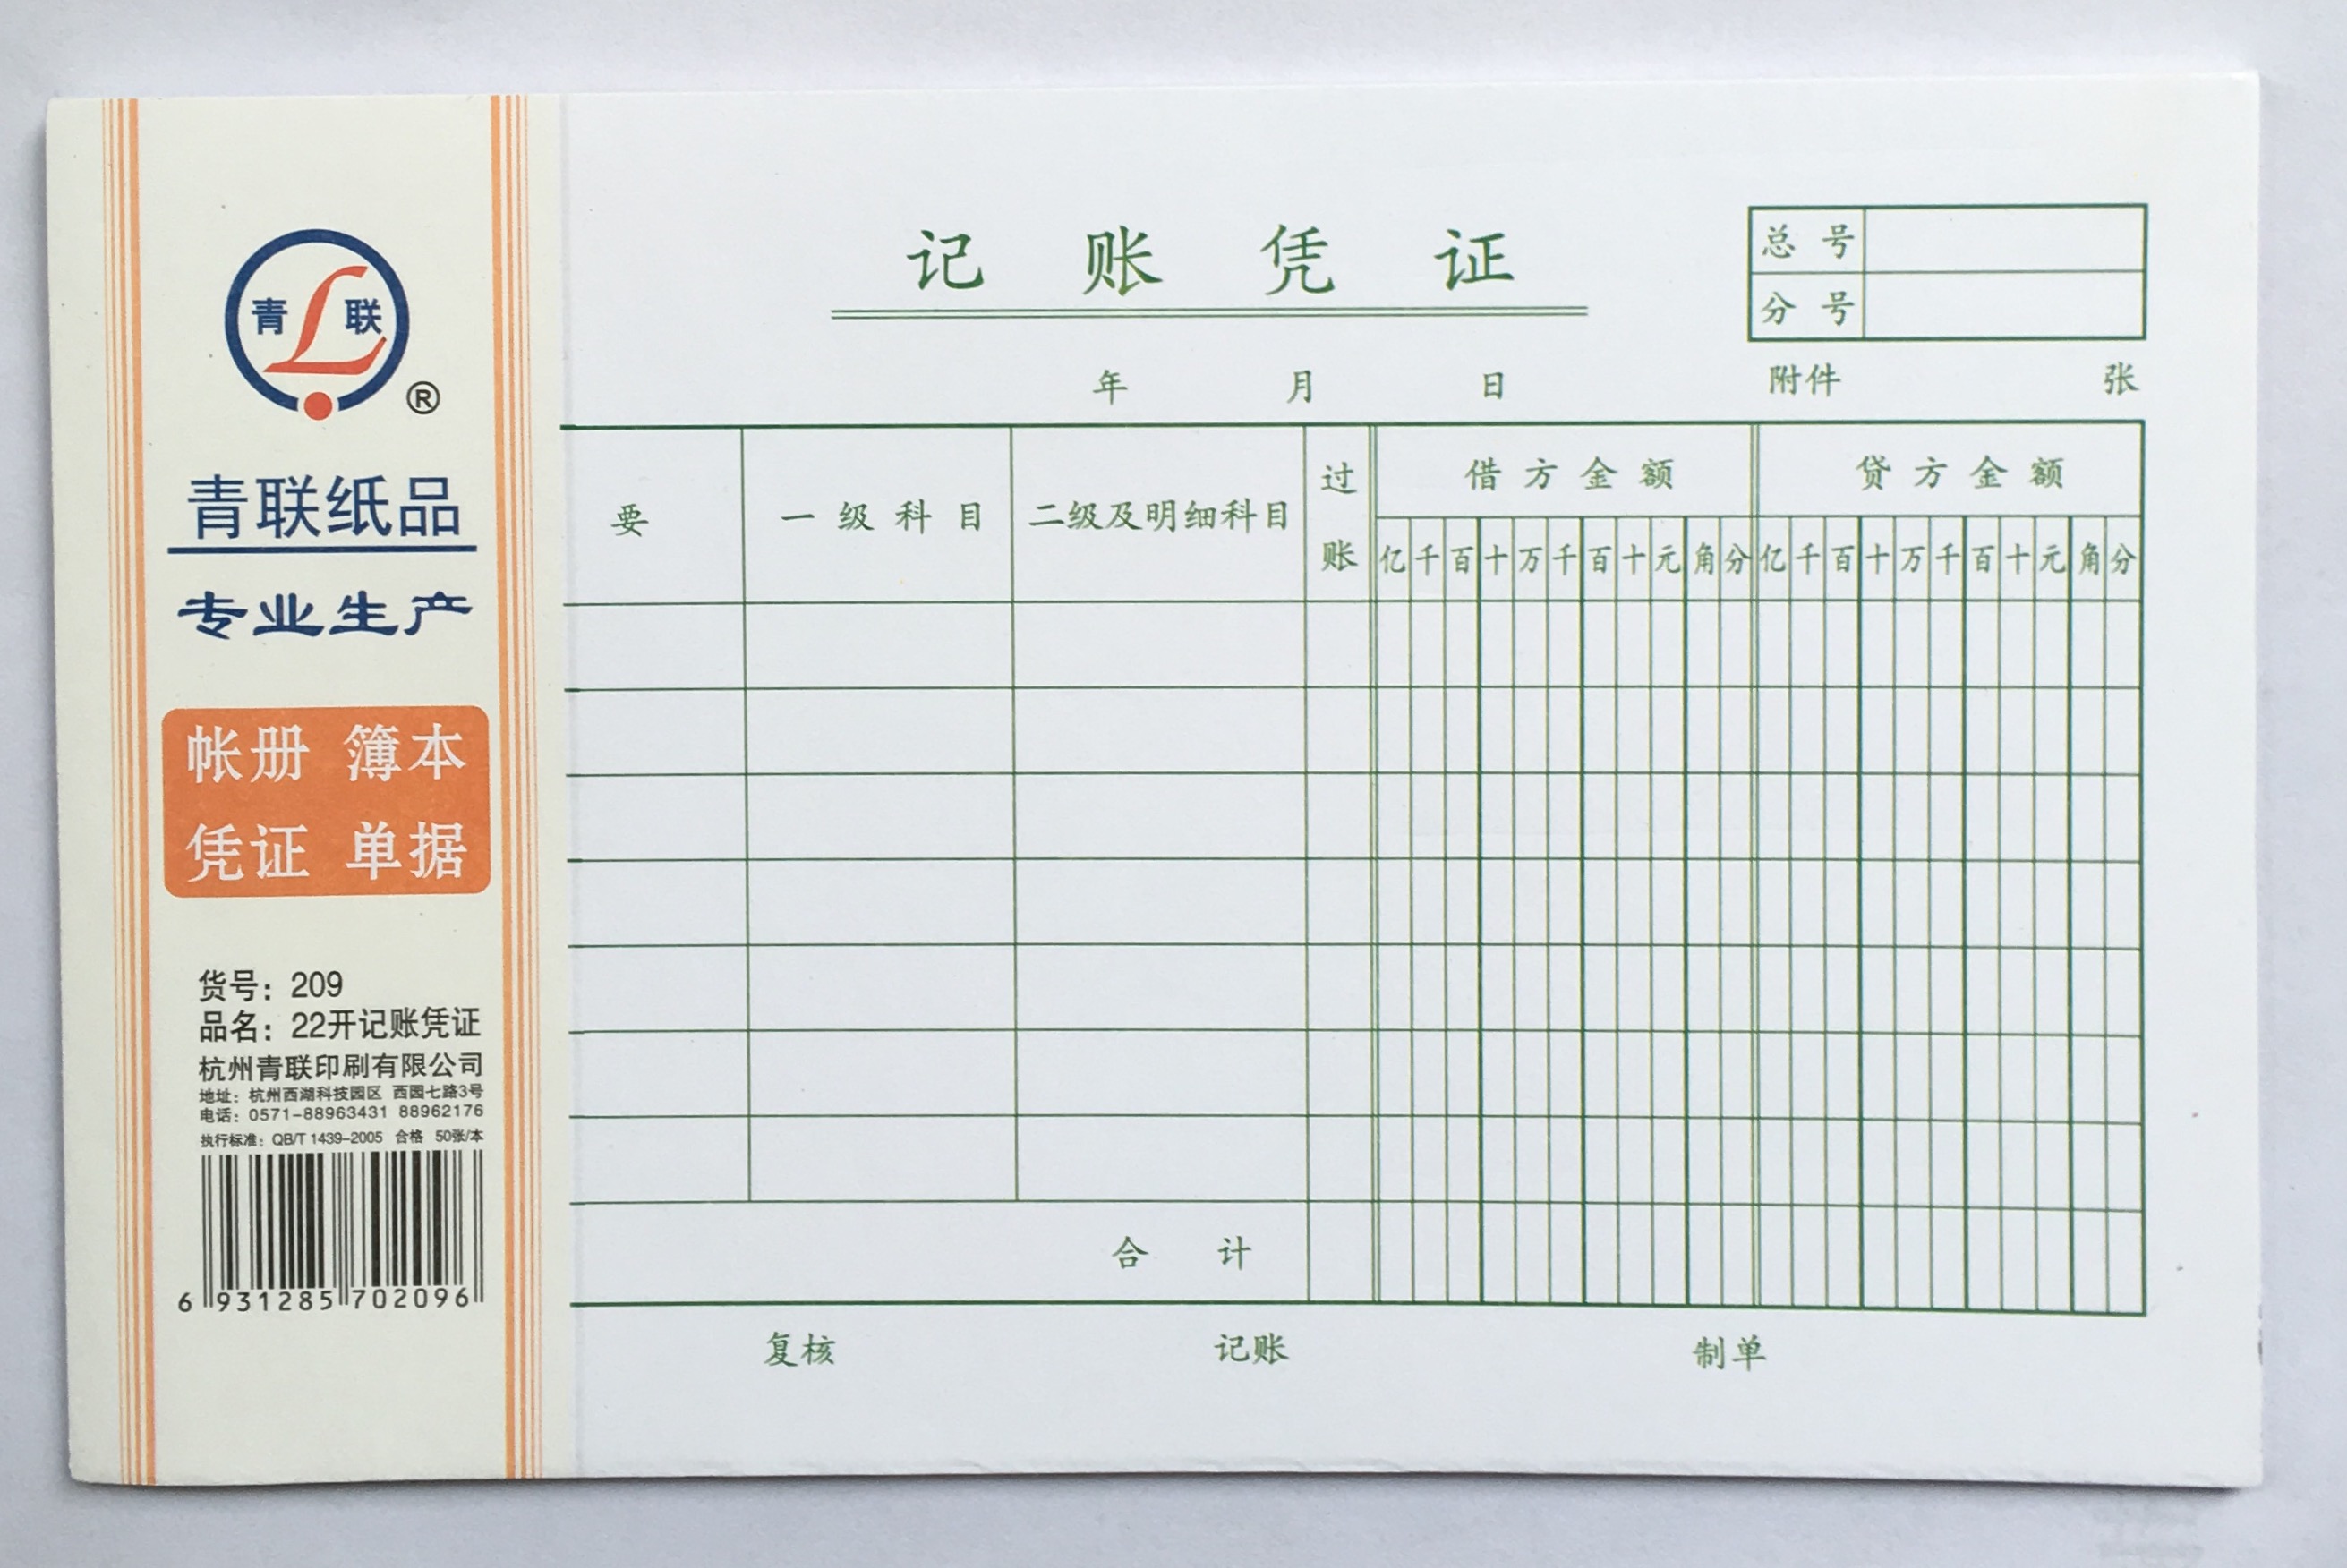 青 L 联
®
青联纸品
专业生产
帐册 簿本
凭证 单据
货号：209
品名：22开记账凭证
杭州青联印刷有限公司
地址：杭州西湖科技园区 西园七路3号
电话：0571-88963431 88962176
执行标准：QB/T 1439-2005 合格 50张/本
6 931285 702096
记账凭证
总号
分号
年 月 日
附件 张
要 一级科目 二级及明细科目 过账 借方金额 贷方金额
亿千百十万千百十元角分 亿千百十万千百十元角分
合计
复核 记账 制单